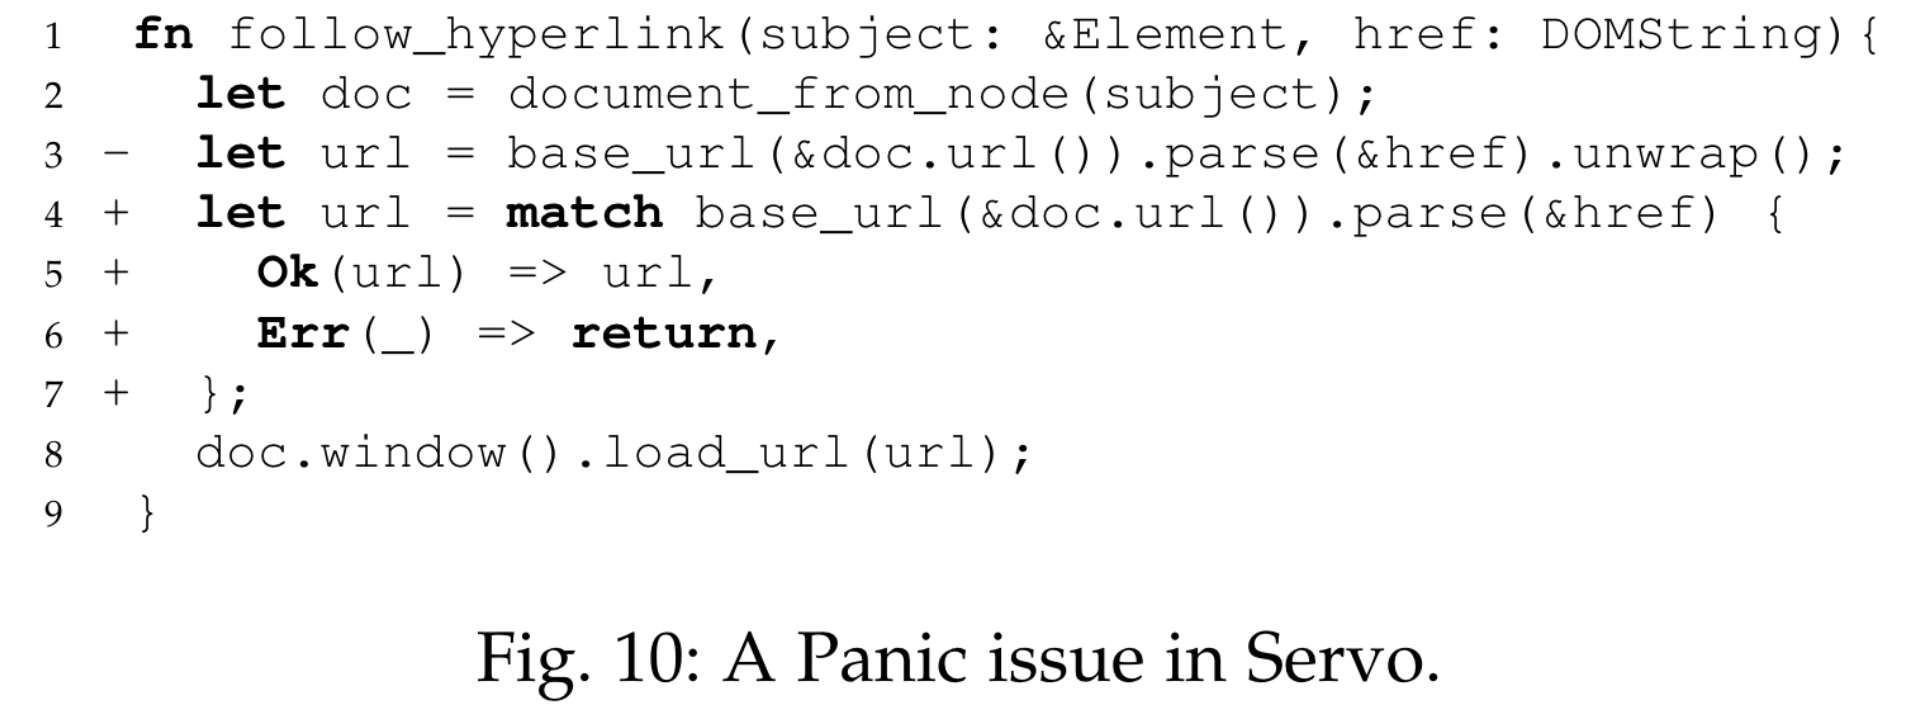 1 fn follow_hyperlink(subject: &Element, href: DOMString){
2 let doc = document_from_node(subject);
3 - let url = base_url(&doc.url()).parse(&href).unwrap();
4 + let url = match base_url(&doc.url()).parse(&href) {
5 + Ok(url) => url,
6 + Err(_) => return,
7 + };
8 doc.window().load_url(url);
9 }
Fig. 10: A Panic issue in Servo.